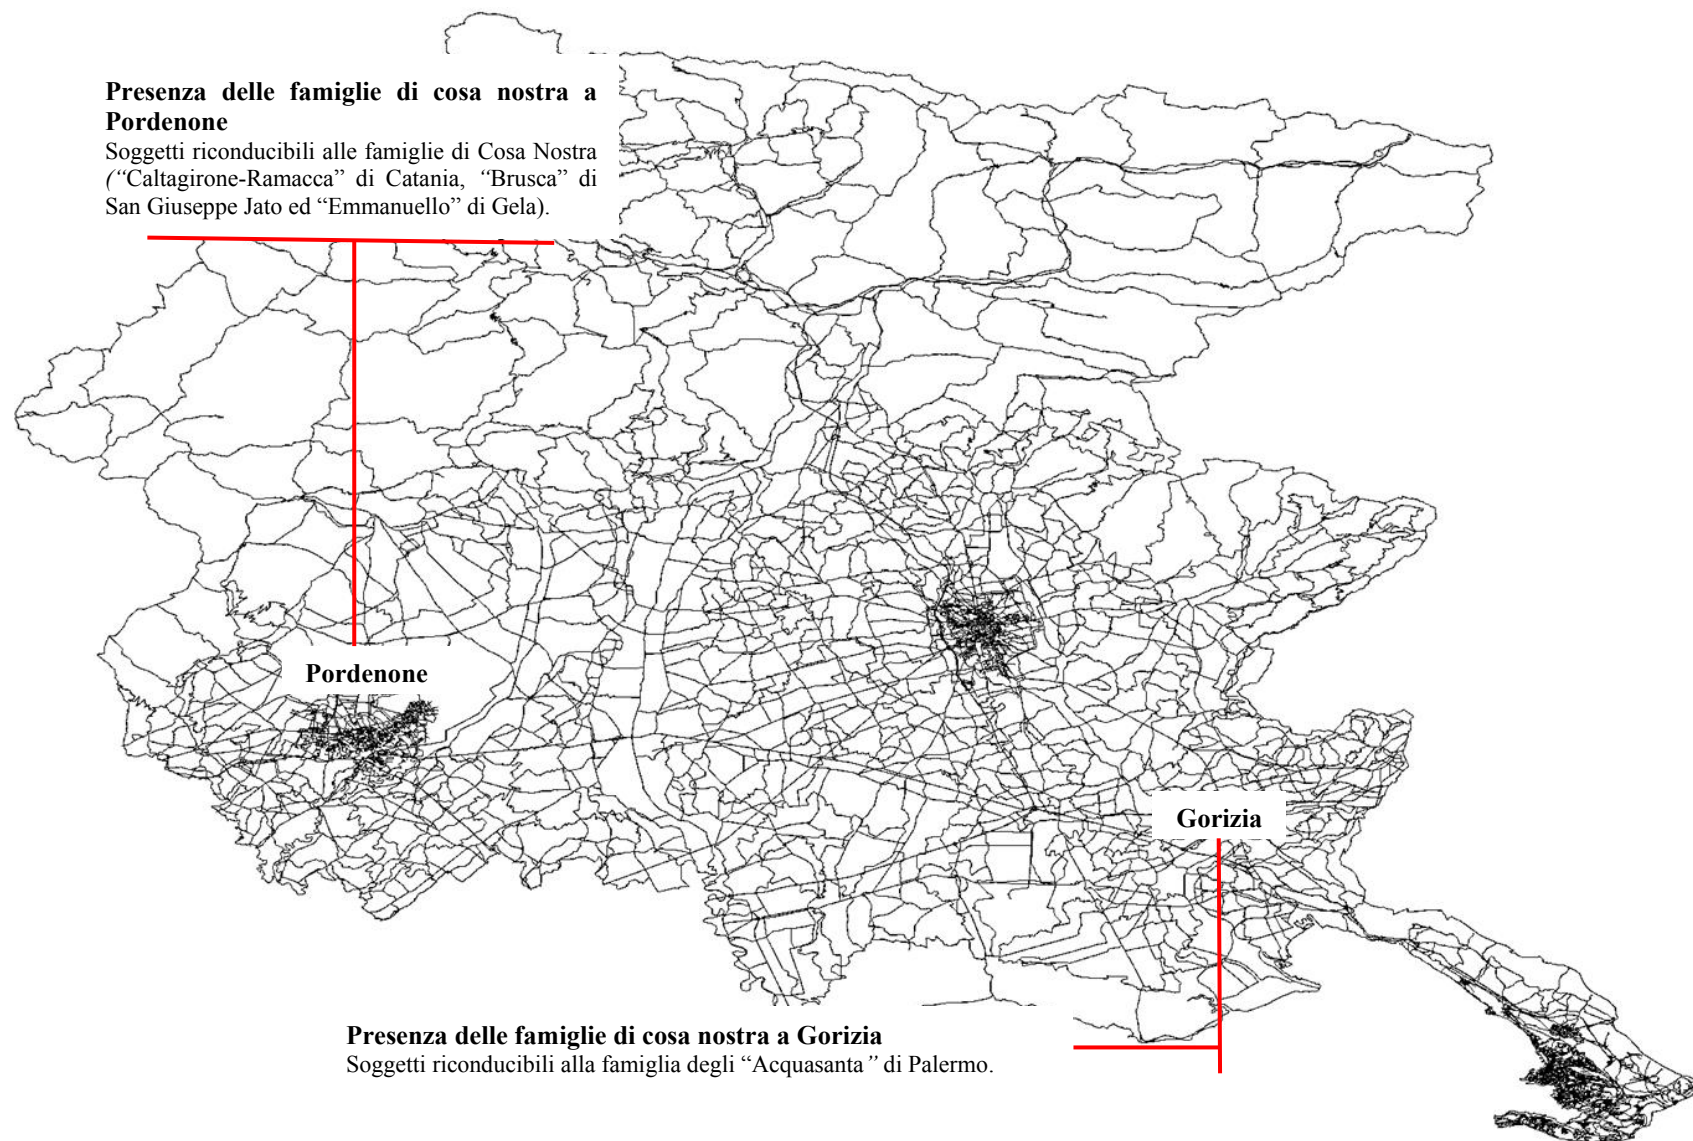 Presenza delle famiglie di cosa nostra a
Pordenone
Soggetti riconducibili alle famiglie di Cosa Nostra
(“Caltagirone-Ramacca” di Catania, “Brusca” di
San Giuseppe Jato ed “Emmanuello” di Gela).
Pordenone
Gorizia
Presenza delle famiglie di cosa nostra a Gorizia
Soggetti riconducibili alla famiglia degli “Acquasanta” di Palermo.